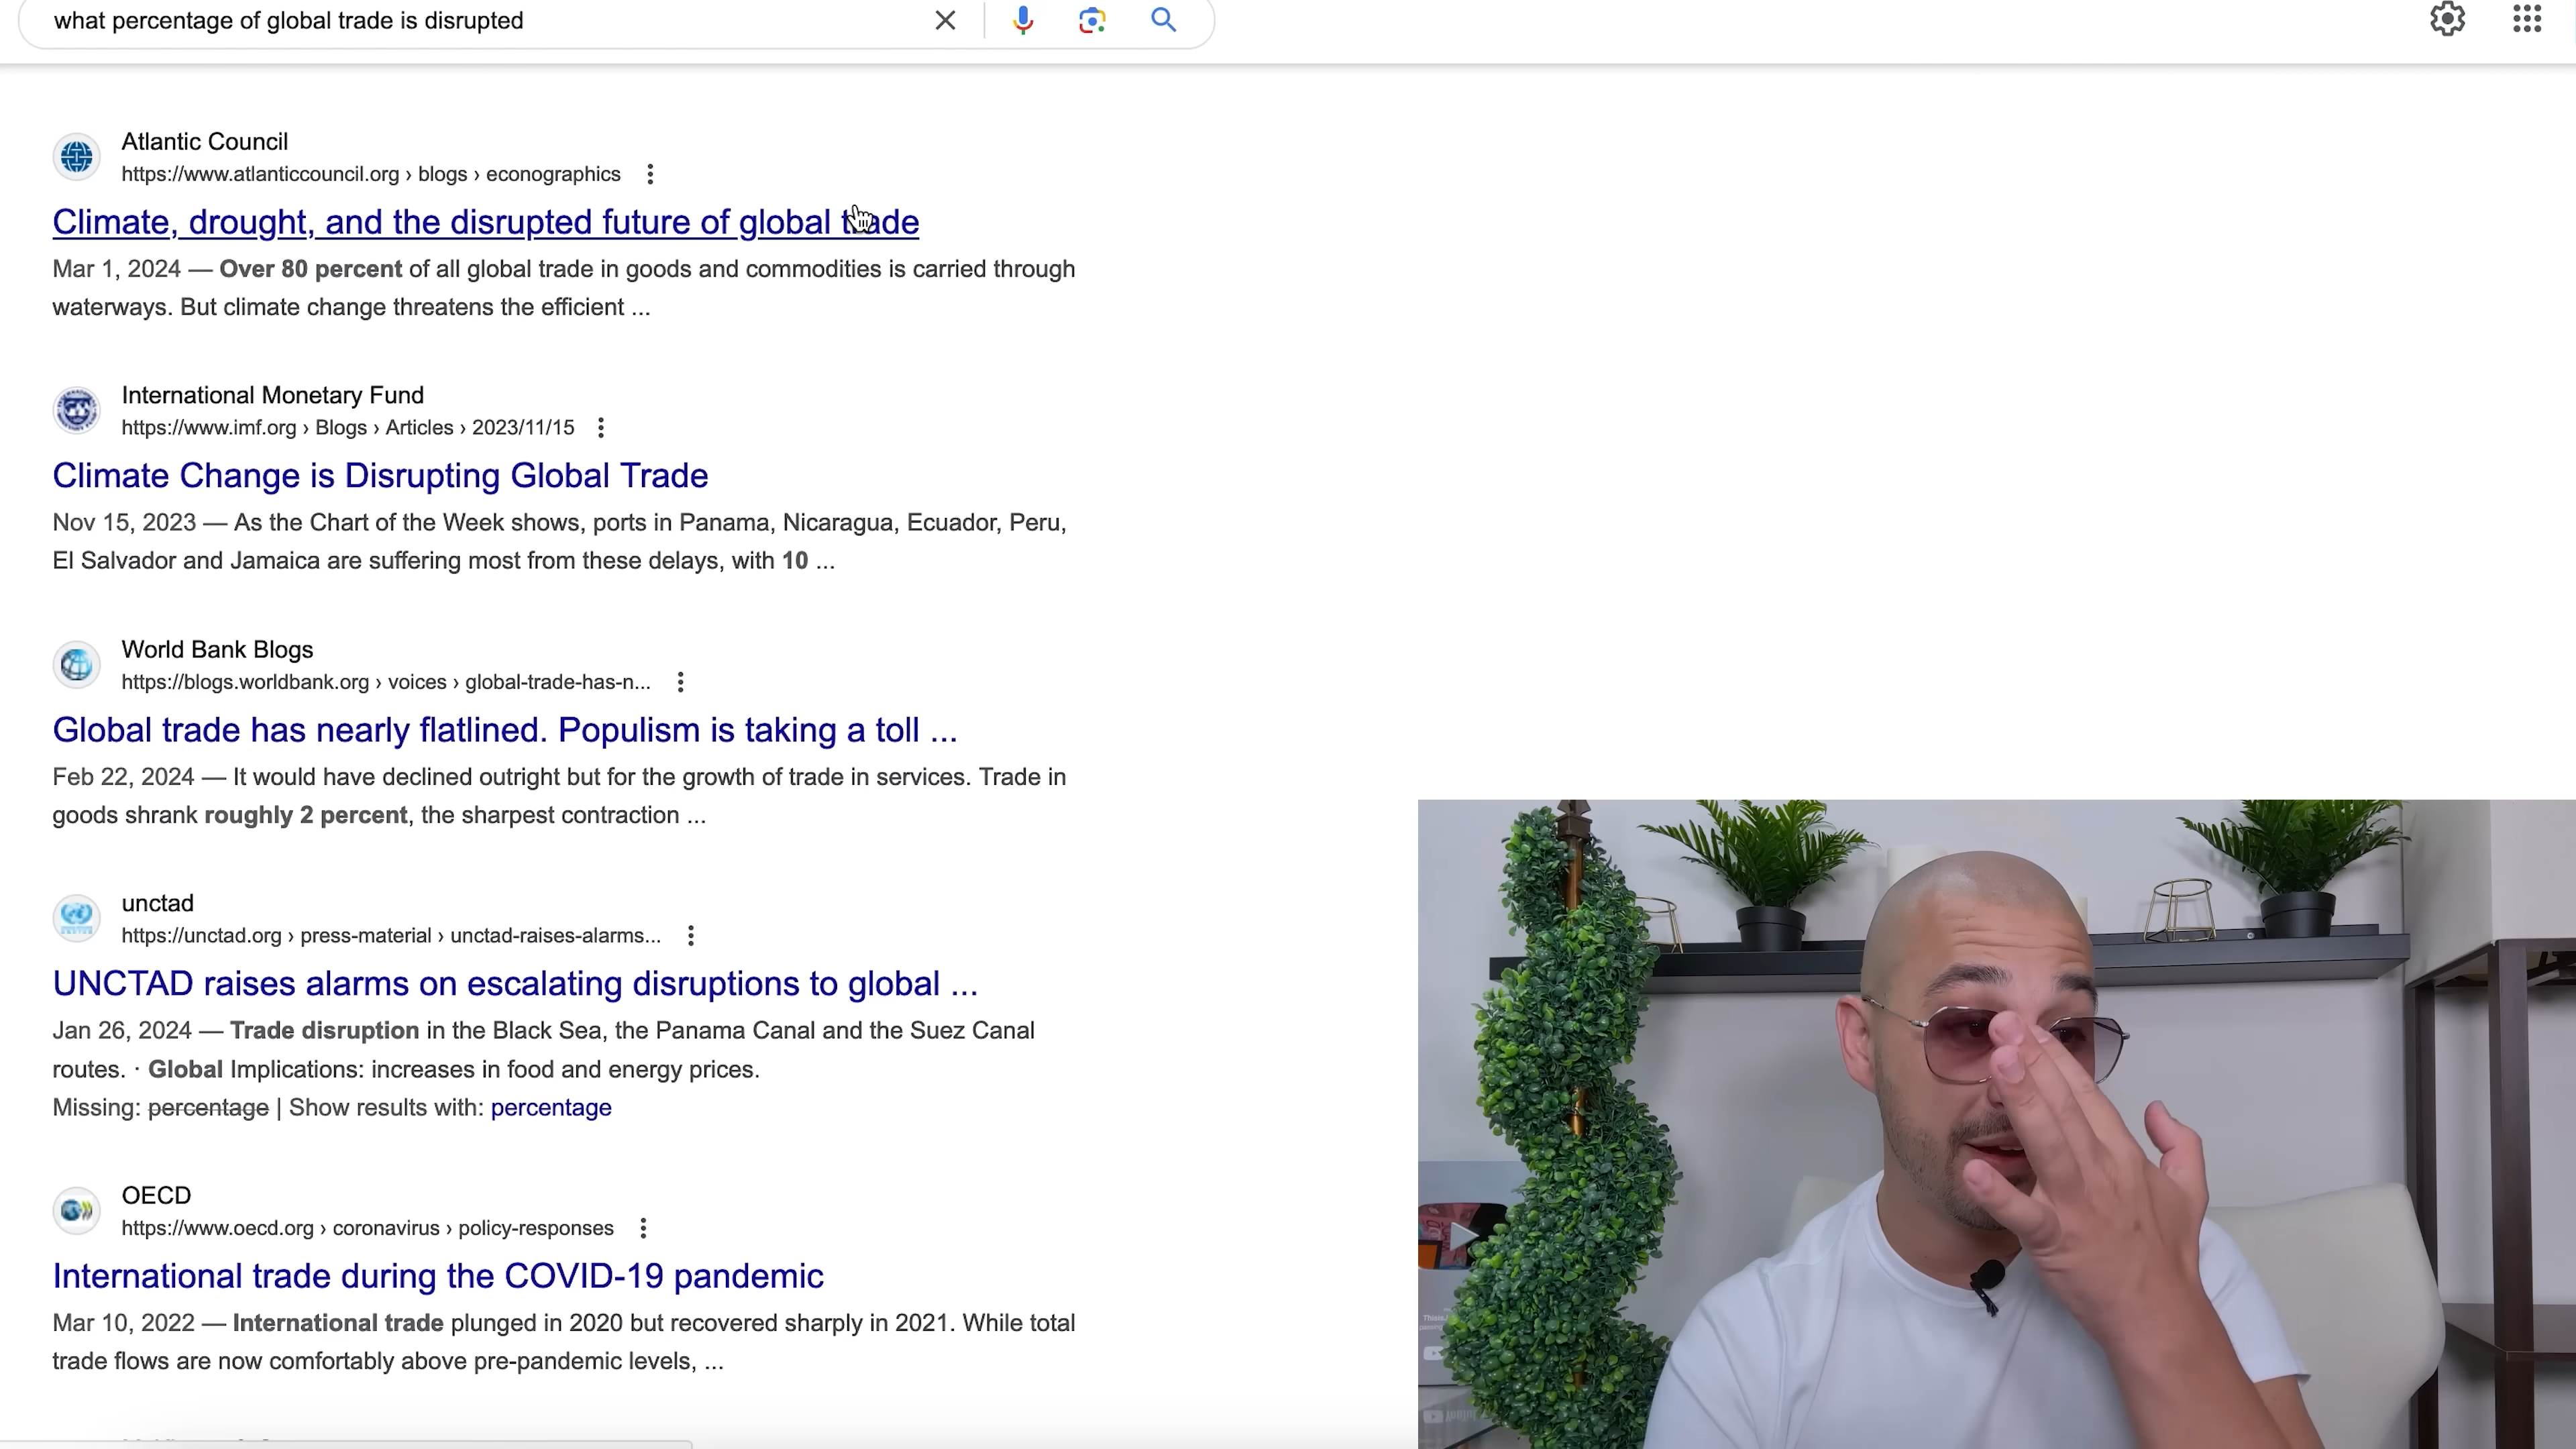 what percentage of global trade is disrupted
Atlantic Council
https://www.atlanticcouncil.org › blogs › econographics
Climate, drought, and the disrupted future of global trade
Mar 1, 2024 — Over 80 percent of all global trade in goods and commodities is carried through
waterways. But climate change threatens the efficient ...
International Monetary Fund
https://www.imf.org › Blogs › Articles › 2023/11/15
Climate Change is Disrupting Global Trade
Nov 15, 2023 — As the Chart of the Week shows, ports in Panama, Nicaragua, Ecuador, Peru,
El Salvador and Jamaica are suffering most from these delays, with 10 ...
World Bank Blogs
https://blogs.worldbank.org › voices › global-trade-has-n...
Global trade has nearly flatlined. Populism is taking a toll ...
Feb 22, 2024 — It would have declined outright but for the growth of trade in services. Trade in
goods shrank roughly 2 percent, the sharpest contraction ...
unctad
https://unctad.org › press-material › unctad-raises-alarms...
UNCTAD raises alarms on escalating disruptions to global ...
Jan 26, 2024 — Trade disruption in the Black Sea, the Panama Canal and the Suez Canal
routes. · Global Implications: increases in food and energy prices.
Missing: percentage | Show results with: percentage
OECD
https://www.oecd.org › coronavirus › policy-responses
International trade during the COVID-19 pandemic
Mar 10, 2022 — International trade plunged in 2020 but recovered sharply in 2021. While total
trade flows are now comfortably above pre-pandemic levels, ...